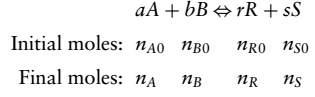 aA + bB ⇔ rR + sS
Initial moles: n_{A0} n_{B0} n_{R0} n_{S0}
Final moles: n_A n_B n_R n_S